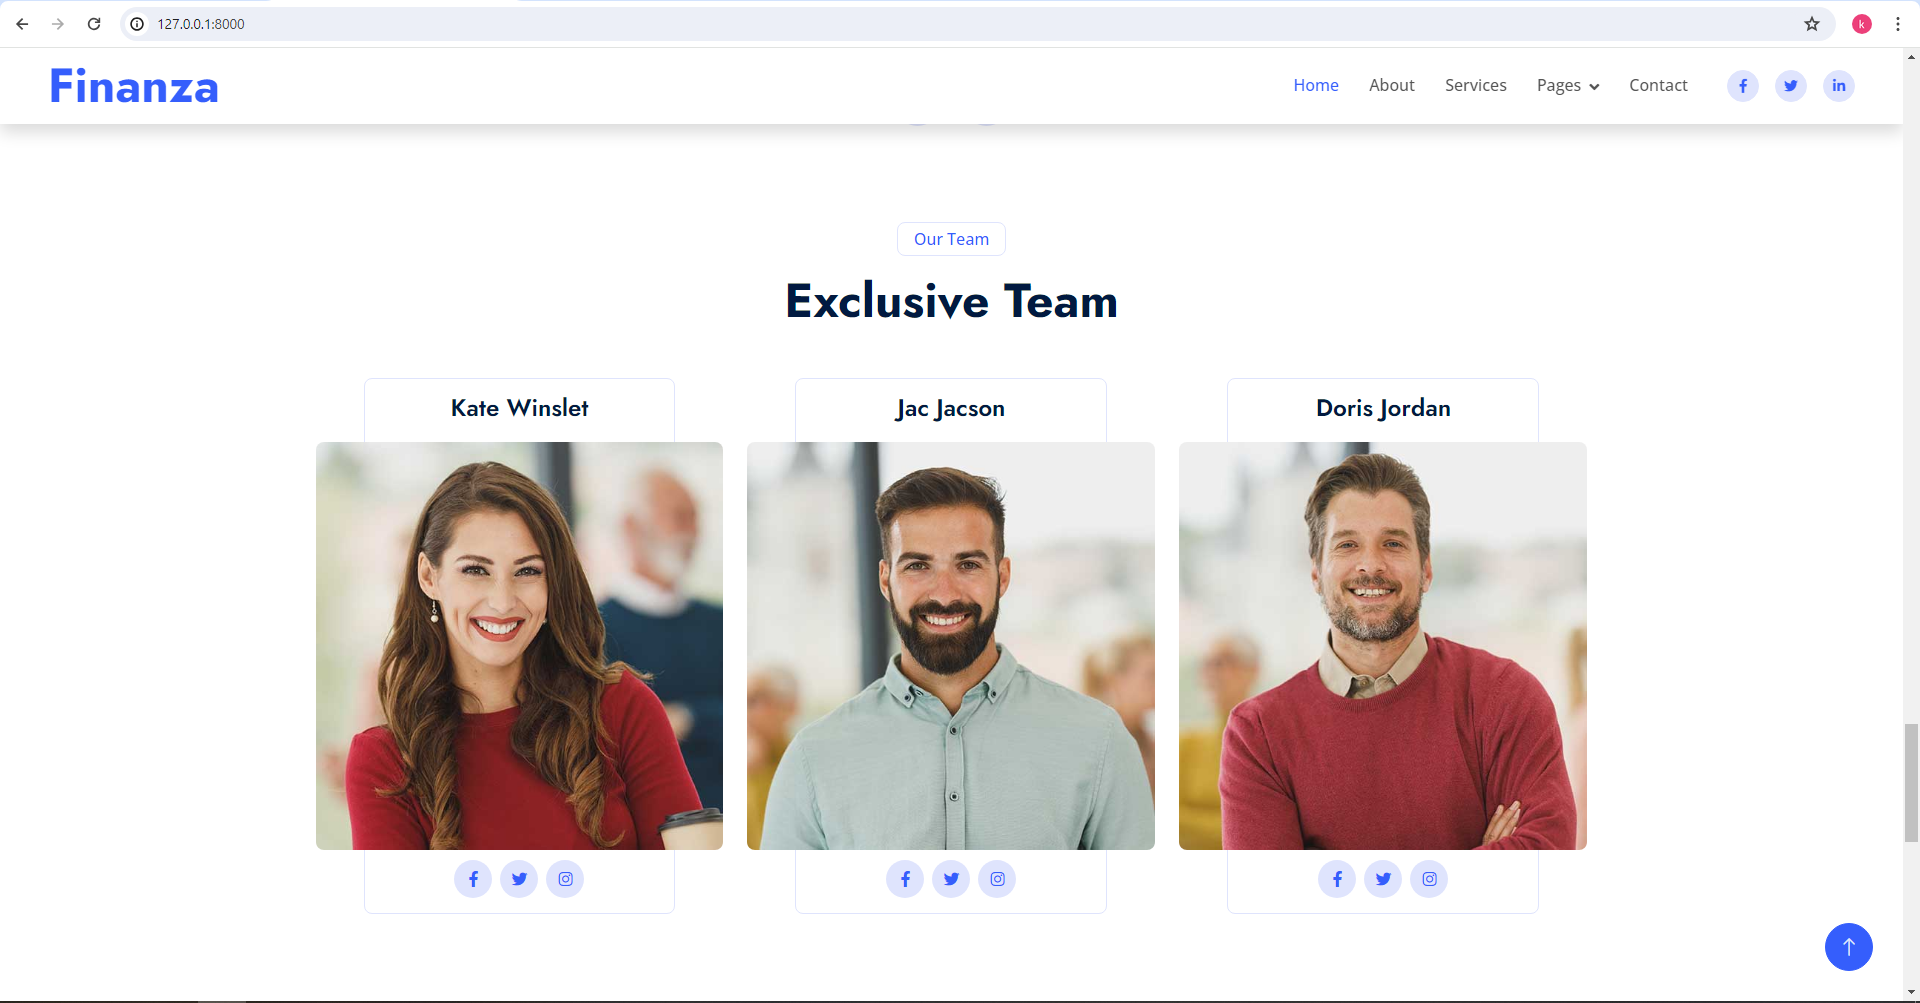 127.0.0.1:8000
k
Finanza
Home About Services Pages Contact
Our Team
Exclusive Team
Kate Winslet
Jac Jacson
Doris Jordan